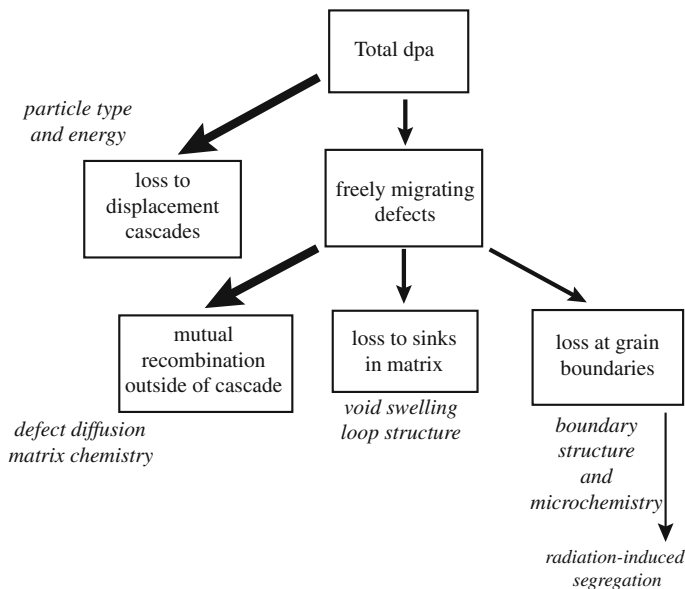 Total dpa
particle type
and energy
loss to
displacement
cascades
freely migrating
defects
mutual
recombination
outside of cascade
loss to sinks
in matrix
loss at grain
boundaries
defect diffusion
matrix chemistry
void swelling
loop structure
boundary
structure
and
microchemistry
radiation-induced
segregation